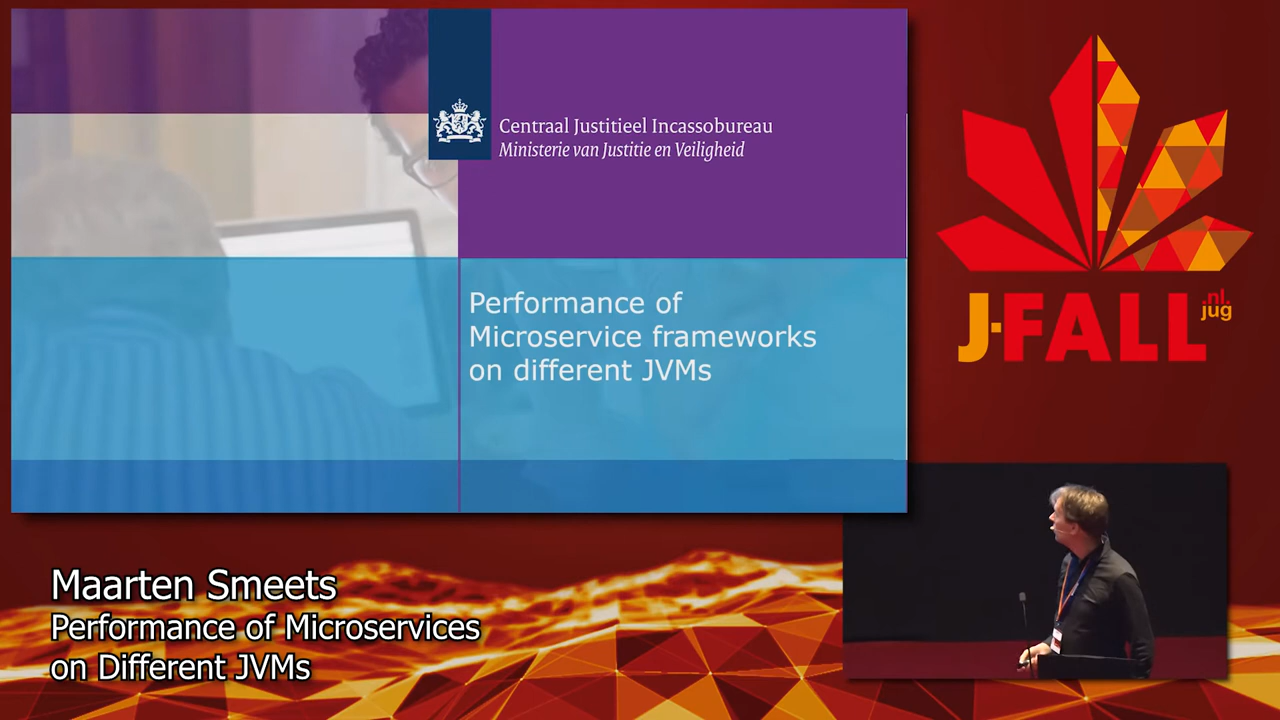 Centraal Justitieel Incassobureau
Ministerie van Justitie en Veiligheid
Performance of
Microservice frameworks
on different JVMs
J-FALL
.nl.
jug
Maarten Smeets
Performance of Microservices
on Different JVMs